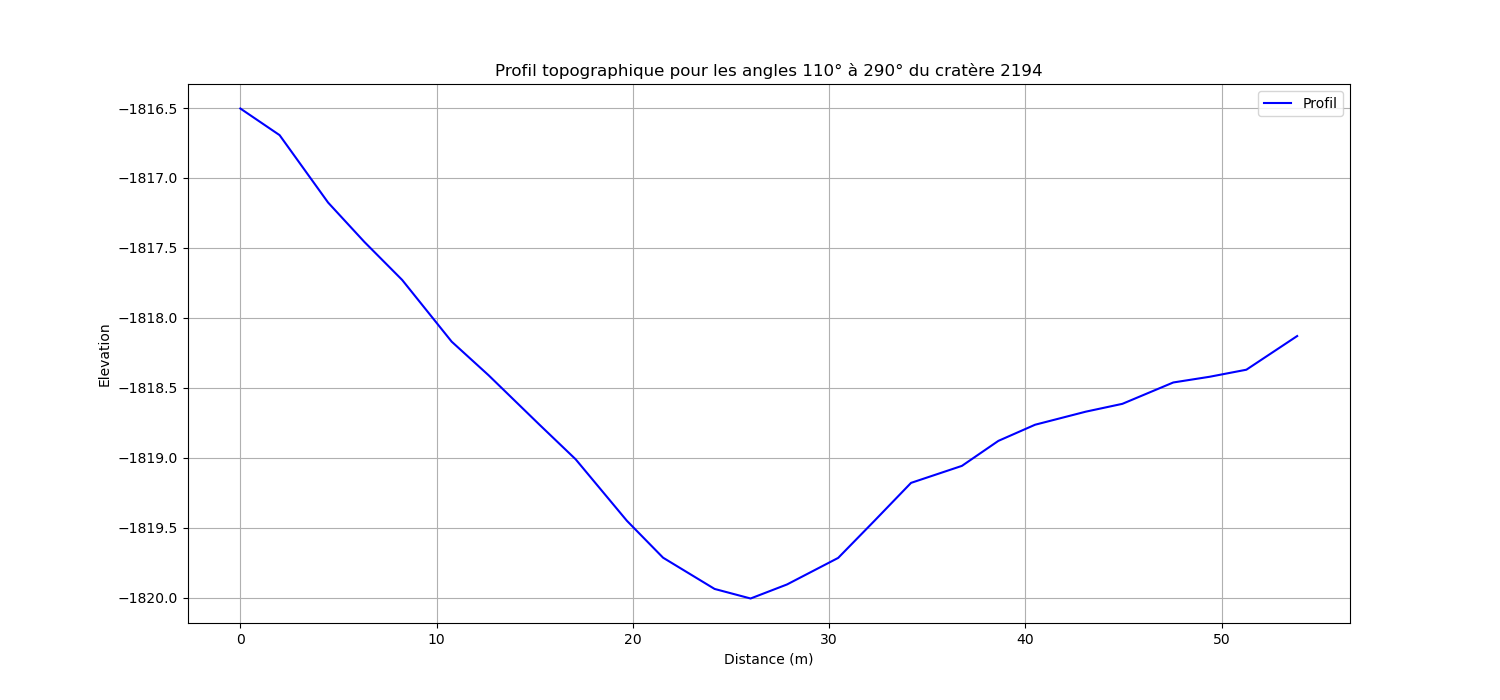 Profil topographique pour les angles 110° à 290° du cratère 2194
Profil
−1816.5
−1817.0
−1817.5
−1818.0
−1818.5
−1819.0
−1819.5
−1820.0
Elevation
0 10 20 30 40 50
Distance (m)